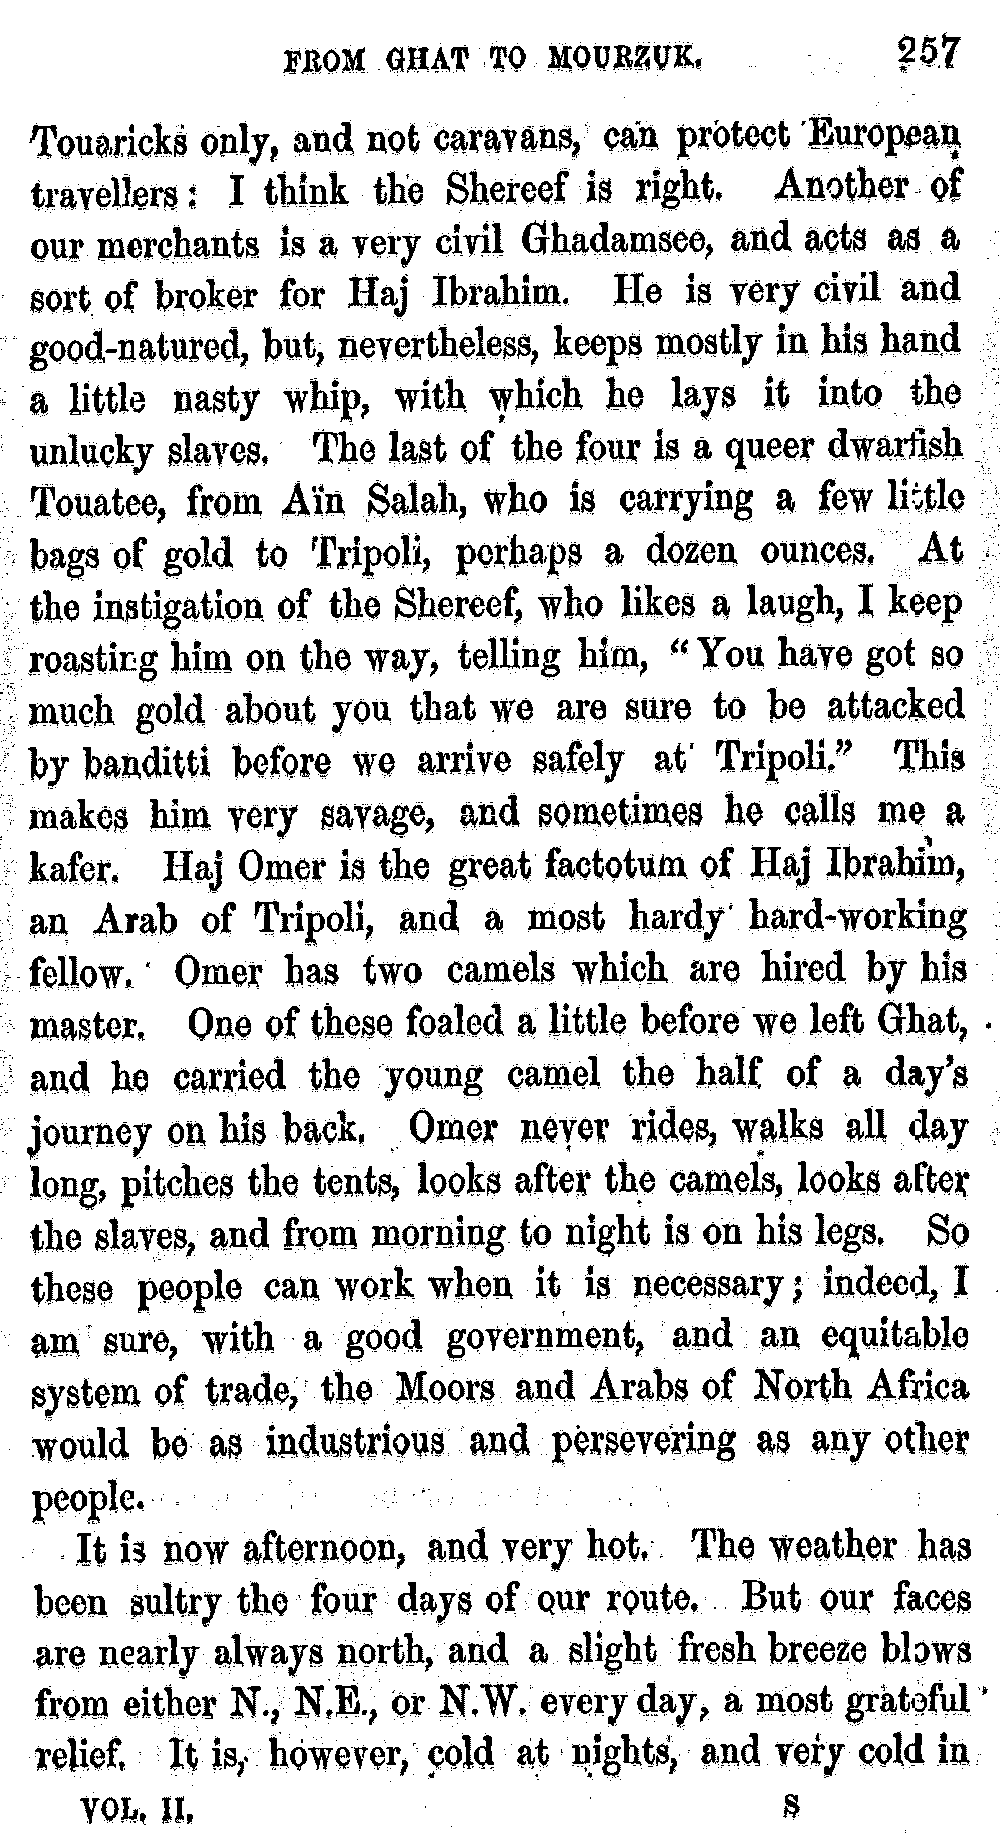 FROM GHAT TO MOURZUK. 257
Touaricks only, and not caravans, can protect European
travellers: I think the Shereef is right. Another of
our merchants is a very civil Ghadamsee, and acts as a
sort of broker for Haj Ibrahim. He is very civil and
good-natured, but, nevertheless, keeps mostly in his hand
a little nasty whip, with which he lays it into the
unlucky slaves. The last of the four is a queer dwarfish
Touatee, from Aïn Salah, who is carrying a few little
bags of gold to Tripoli, perhaps a dozen ounces. At
the instigation of the Shereef, who likes a laugh, I keep
roasting him on the way, telling him, “You have got so
much gold about you that we are sure to be attacked
by banditti before we arrive safely at Tripoli.” This
makes him very savage, and sometimes he calls me a
kafer. Haj Omer is the great factotum of Haj Ibrahim,
an Arab of Tripoli, and a most hardy hard-working
fellow. Omer has two camels which are hired by his
master. One of these foaled a little before we left Ghat,
and he carried the young camel the half of a day's
journey on his back. Omer never rides, walks all day
long, pitches the tents, looks after the camels, looks after
the slaves, and from morning to night is on his legs. So
these people can work when it is necessary; indeed, I
am sure, with a good government, and an equitable
system of trade, the Moors and Arabs of North Africa
would be as industrious and persevering as any other
people.
It is now afternoon, and very hot. The weather has
been sultry the four days of our route. But our faces
are nearly always north, and a slight fresh breeze blows
from either N., N.E., or N.W. every day, a most grateful
relief. It is, however, cold at nights, and very cold in
VOL. II. S